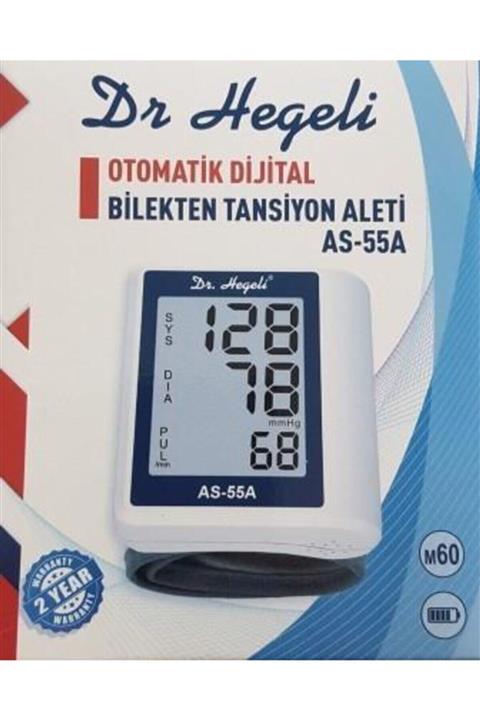 Dr Hegeli
OTOMATİK DİJİTAL
BİLEKTEN TANSİYON ALETİ
AS-55A
Dr. Hegeli®
SYS 128
DIA 78
mmHg
PUL /min 68
AS-55A
WARRANTY
2 YEAR
WARRANTY
M60